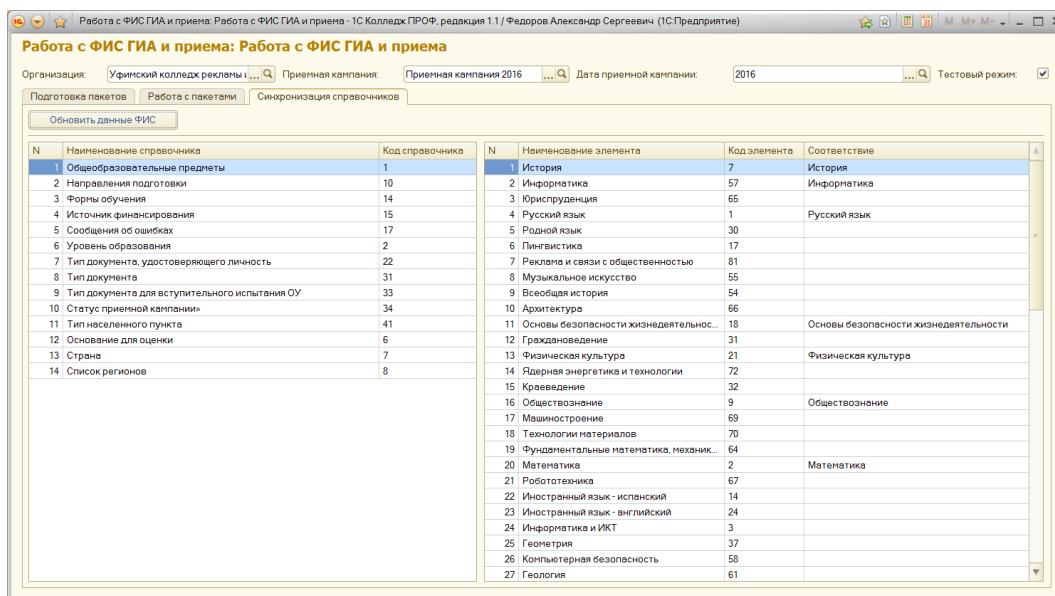 Работа с ФИС ГИА и приема: Работа с ФИС ГИА и приема - 1С Колледж ПРОФ, редакция 1.1 / Федоров Александр Сергеевич (1С:Предприятие) M M+ M-
Работа с ФИС ГИА и приема: Работа с ФИС ГИА и приема
Организация: Уфимский колледж рекламы и ... Приемная кампания: Приемная кампания 2016 ... Дата приемной кампании: 2016 ... Тестовый режим:
Подготовка пакетов Работа с пакетами Синхронизация справочников
Обновить данные ФИС
N Наименование справочника Код справочника
1 Общеобразовательные предметы 1
2 Направления подготовки 10
3 Формы обучения 14
4 Источник финансирования 15
5 Сообщения об ошибках 17
6 Уровень образования 2
7 Тип документа, удостоверяющего личность 22
8 Тип документа 31
9 Тип документа для вступительного испытания ОУ 33
10 Статус приемной кампании» 34
11 Тип населенного пункта 41
12 Основание для оценки 6
13 Страна 7
14 Список регионов 8
N Наименование элемента Код элемента Соответствие
1 История 7 История
2 Информатика 57 Информатика
3 Юриспруденция 65
4 Русский язык 1 Русский язык
5 Родной язык 30
6 Лингвистика 17
7 Реклама и связи с общественностью 81
8 Музыкальное искусство 55
9 Всеобщая история 54
10 Архитектура 66
11 Основы безопасности жизнедеятельнос... 18 Основы безопасности жизнедеятельности
12 Граждановедение 31
13 Физическая культура 21 Физическая культура
14 Ядерная энергетика и технологии 72
15 Краеведение 32
16 Обществознание 9 Обществознание
17 Машиностроение 69
18 Технологии материалов 70
19 Фундаментальные математика, механик... 64
20 Математика 2 Математика
21 Робототехника 67
22 Иностранный язык - испанский 14
23 Иностранный язык - английский 24
24 Информатика и ИКТ 3
25 Геометрия 37
26 Компьютерная безопасность 58
27 Геология 61